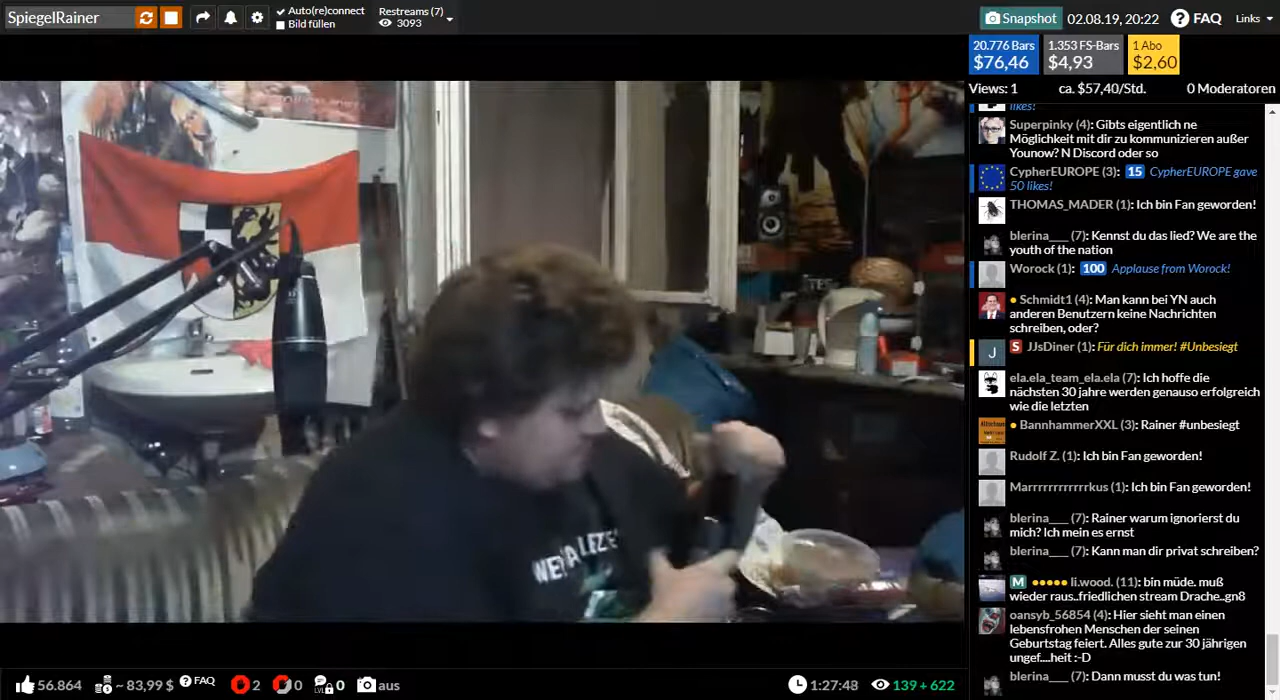 SpiegelRainer
Auto(re)connect
Bild füllen
Restreams (7)
3093
Snapshot
02.08.19, 20:22
FAQ
Links
20.776 Bars
$76,46
1.353 FS-Bars
$4,93
1 Abo
$2,60
Views: 1
ca. $57,40/Std.
0 Moderatoren
likes!
Superpinky (4): Gibts eigentlich ne
Möglichkeit mit dir zu kommunizieren außer
Younow? N Discord oder so
CypherEUROPE (3): 15 CypherEUROPE gave
50 likes!
THOMAS_MADER (1): Ich bin Fan geworden!
blerina___ (7): Kennst du das lied? We are the
youth of the nation
Worock (1): 100 Applause from Worock!
Schmidt1 (4): Man kann bei YN auch
anderen Benutzern keine Nachrichten
schreiben, oder?
J
S JJsDiner (1): Für dich immer! #Unbesiegt
ela.ela_team_ela.ela (7): Ich hoffe die
nächsten 30 jahre werden genauso erfolgreich
wie die letzten
BannhammerXXL (3): Rainer #unbesiegt
Rudolf Z. (1): Ich bin Fan geworden!
Marrrrrrrrrrrkus (1): Ich bin Fan geworden!
blerina___ (7): Rainer warum ignorierst du
mich? Ich mein es ernst
blerina___ (7): Kann man dir privat schreiben?
M li.wood. (11): bin müde. muß
wieder raus..friedlichen stream Drache..gn8
oansyb_56854 (4): Hier sieht man einen
lebensfrohen Menschen der seinen
Geburtstag feiert. Alles gute zur 30 jährigen
ungef....heit :-D
blerina___ (7): Dann musst du was tun!
56.864
~ 83,99 $
FAQ
2
0
LVL 0
aus
1:27:48
139 + 622